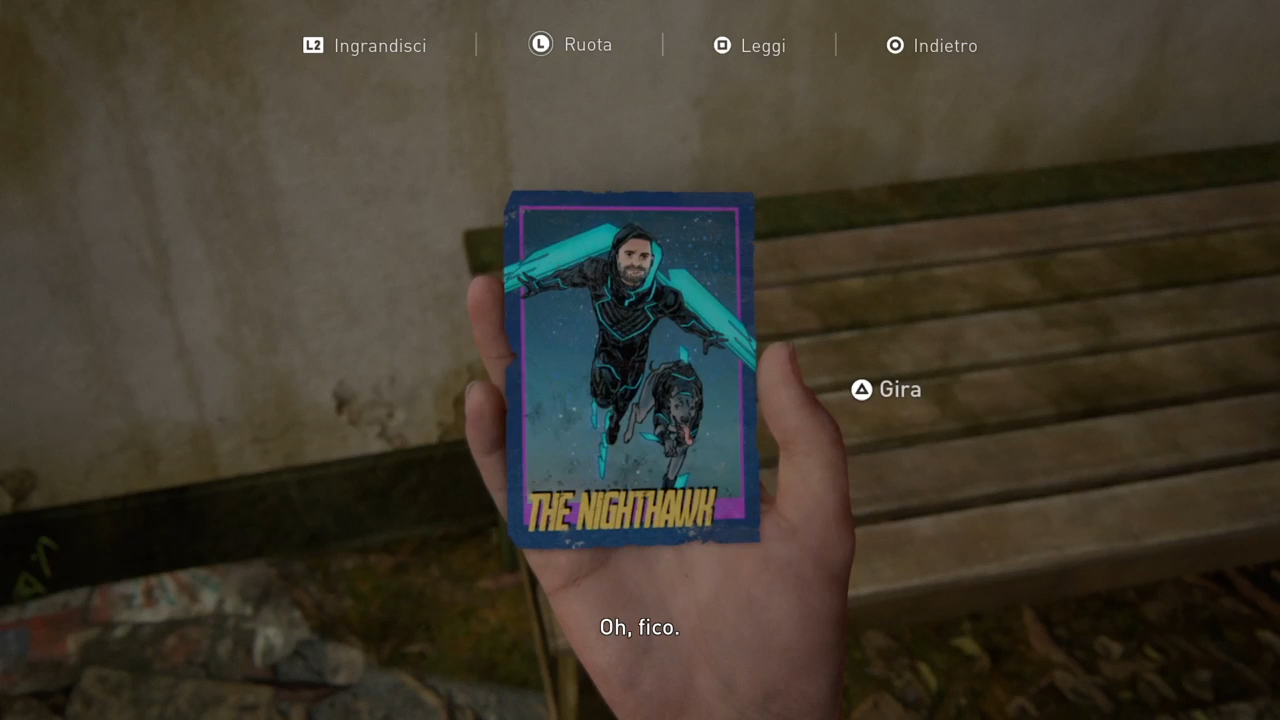 L2 Ingrandisci
L Ruota
Leggi
Indietro
Gira
THE NIGHTHAWK
Oh, fico.